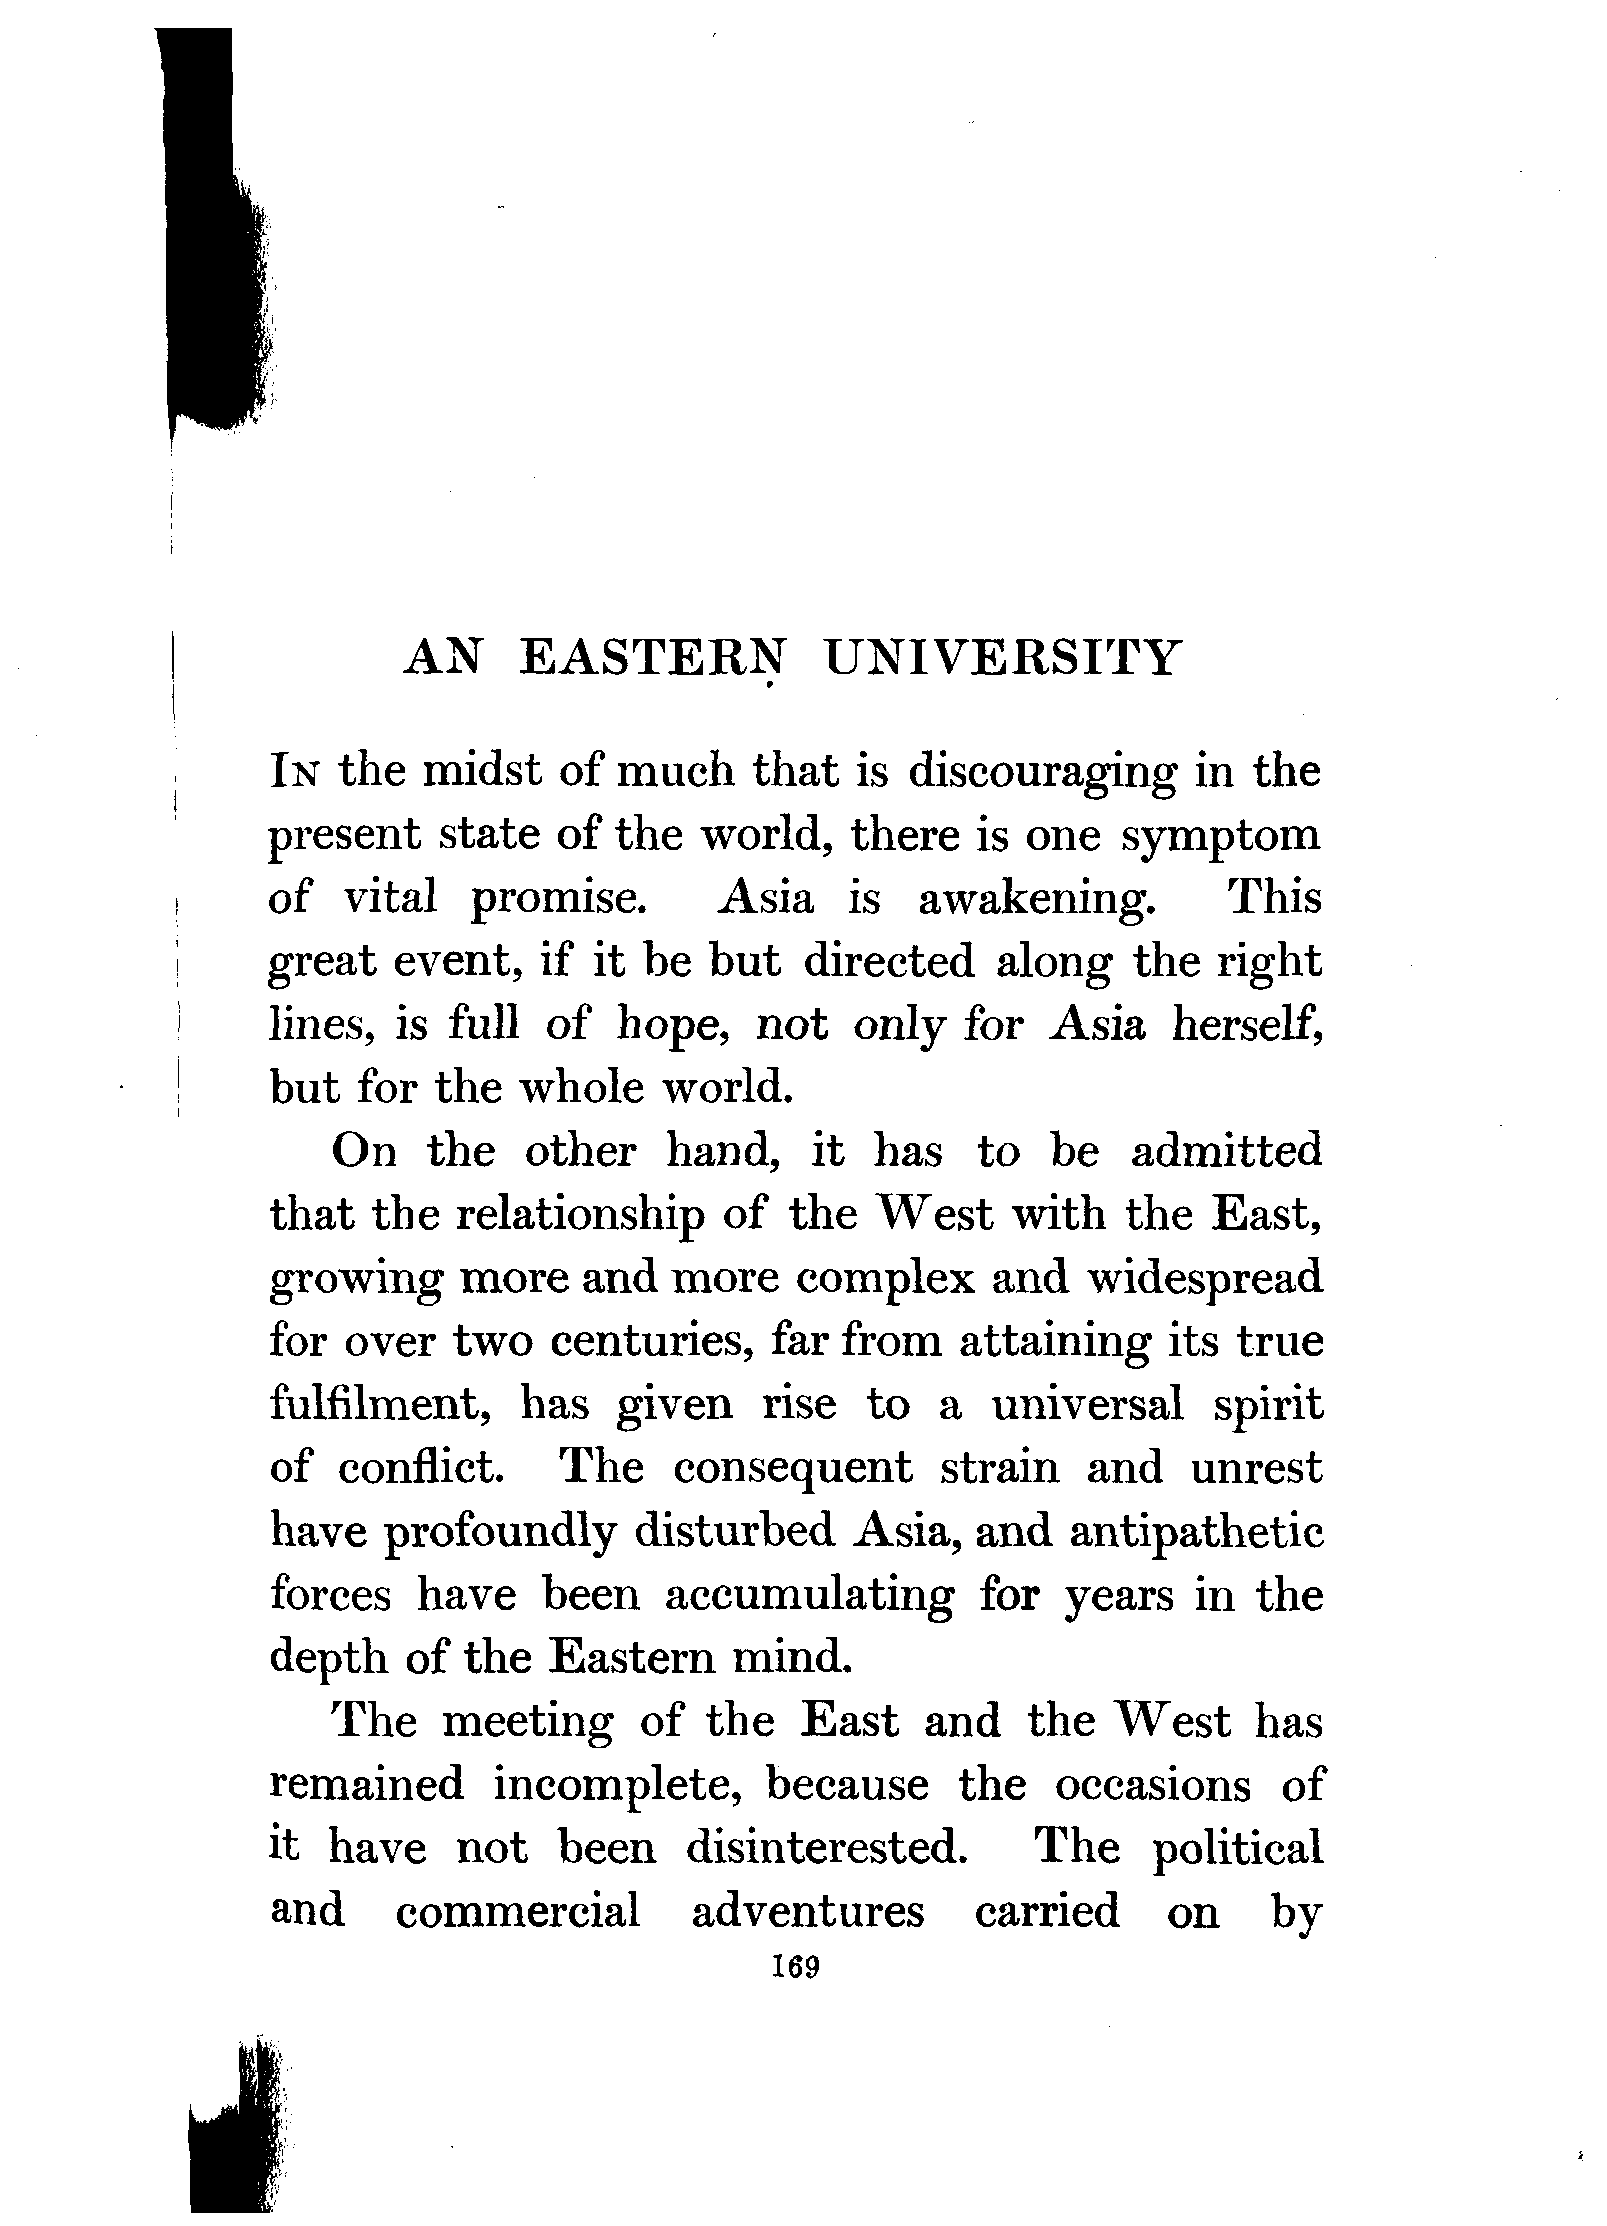 AN EASTERN UNIVERSITY
IN the midst of much that is discouraging in the
present state of the world, there is one symptom
of vital promise. Asia is awakening. This
great event, if it be but directed along the right
lines, is full of hope, not only for Asia herself,
but for the whole world.
On the other hand, it has to be admitted
that the relationship of the West with the East,
growing more and more complex and widespread
for over two centuries, far from attaining its true
fulfilment, has given rise to a universal spirit
of conflict. The consequent strain and unrest
have profoundly disturbed Asia, and antipathetic
forces have been accumulating for years in the
depth of the Eastern mind.
The meeting of the East and the West has
remained incomplete, because the occasions of
it have not been disinterested. The political
and commercial adventures carried on by
169